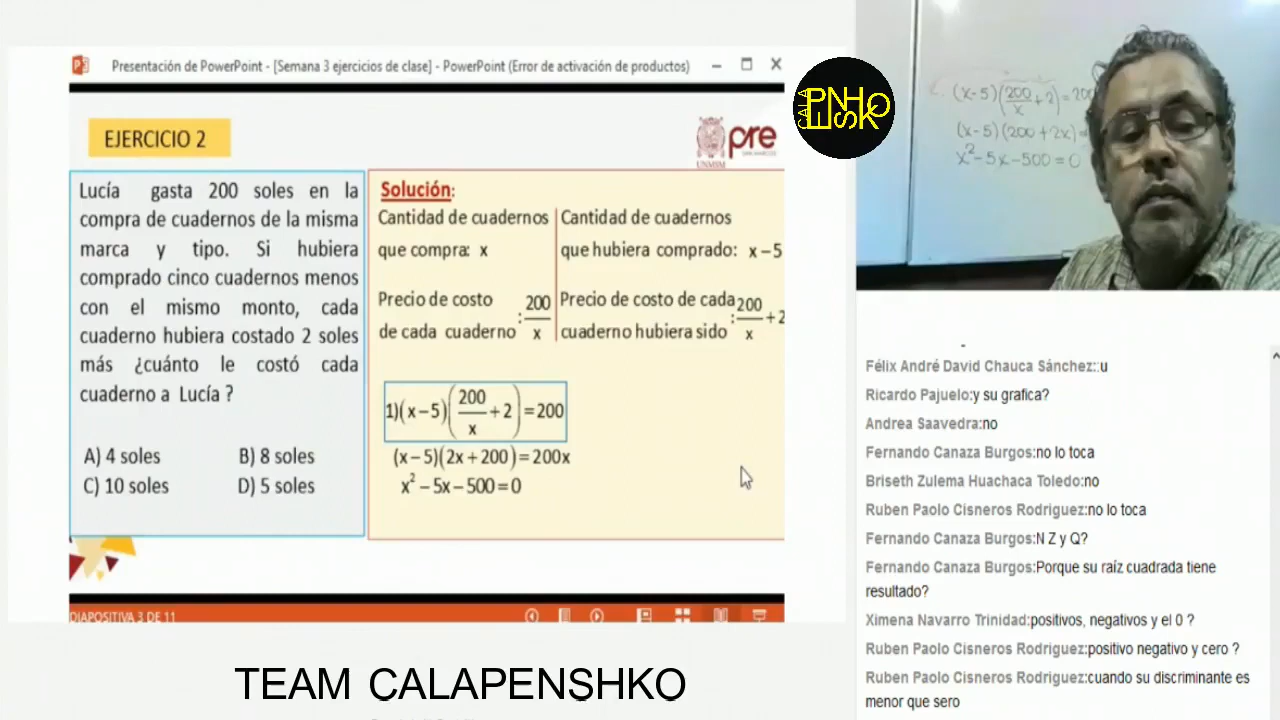 Presentación de PowerPoint - [Semana 3 ejercicios de clase] - PowerPoint (Error de activación de productos)
EJERCICIO 2
UNMSM
pre
SAN MARCOS
Lucía gasta 200 soles en la
compra de cuadernos de la misma
marca y tipo. Si hubiera
comprado cinco cuadernos menos
con el mismo monto, cada
cuaderno hubiera costado 2 soles
más ¿cuánto le costó cada
cuaderno a Lucía ?
A) 4 soles B) 8 soles
C) 10 soles D) 5 soles
Solución:
Cantidad de cuadernos
que compra: x
Precio de costo
de cada cuaderno : 200/x
Cantidad de cuadernos
que hubiera comprado: x – 5
Precio de costo de cada
cuaderno hubiera sido : 200/x + 2
1)(x – 5)(200/x + 2) = 200
(x – 5)(2x + 200) = 200x
x² – 5x – 500 = 0
DIAPOSITIVA 3 DE 11
TEAM CALAPENSHKO
CALA
PENSHKO
(x-5)(200/x + 2) = 200
(x-5)(200+2x)=
x²-5x-500=0
Félix André David Chauca Sánchez::u
Ricardo Pajuelo:y su grafica?
Andrea Saavedra:no
Fernando Canaza Burgos:no lo toca
Briseth Zulema Huachaca Toledo:no
Ruben Paolo Cisneros Rodriguez:no lo toca
Fernando Canaza Burgos:N Z y Q?
Fernando Canaza Burgos:Porque su raíz cuadrada tiene
resultado?
Ximena Navarro Trinidad:positivos, negativos y el 0 ?
Ruben Paolo Cisneros Rodriguez:positivo negativo y cero ?
Ruben Paolo Cisneros Rodriguez:cuando su discriminante es
menor que sero